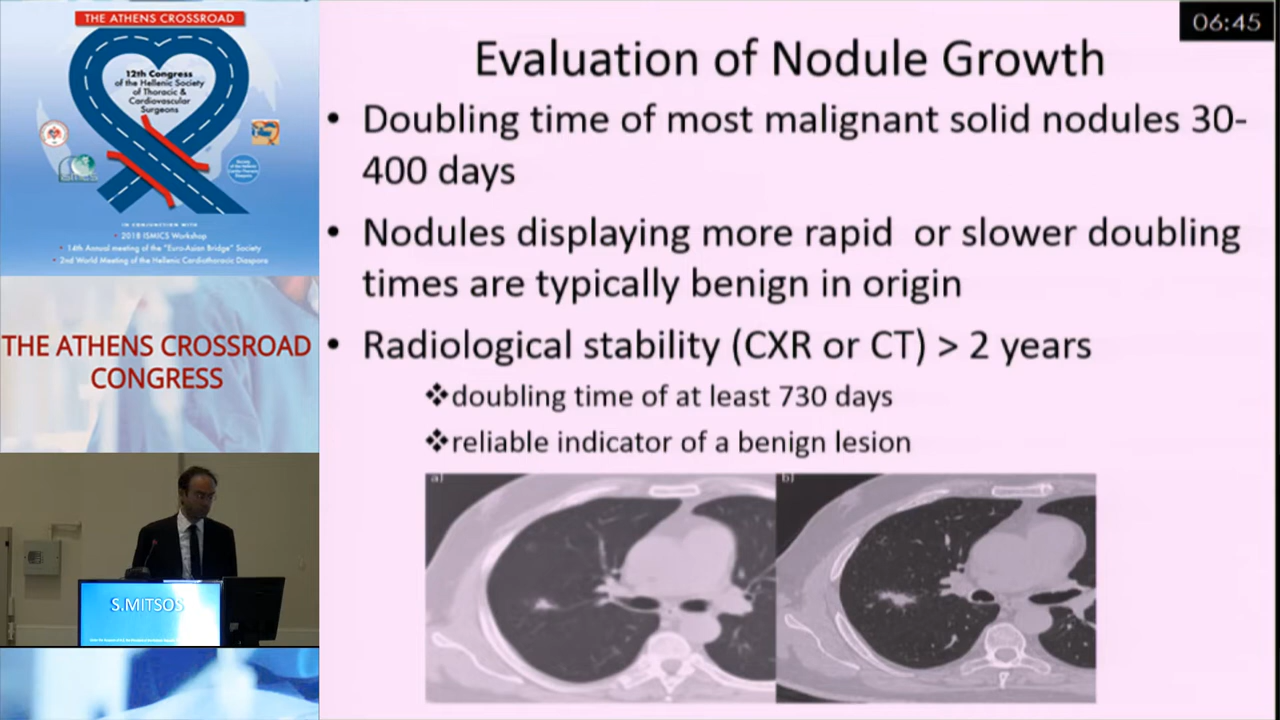 THE ATHENS CROSSROAD
12th Congress
of the Hellenic Society
of Thoracic &
Cardiovascular
Surgeons
IN CONJUNCTION WITH
• 2018 ISMICS Workshop
• 14th Annual meeting of the "Euro-Asian Bridge" Society
• 2nd World Meeting of the Hellenic Cardiothoracic Diaspora
THE ATHENS CROSSROAD
CONGRESS
S.MITSOS
06:45
Evaluation of Nodule Growth
• Doubling time of most malignant solid nodules 30-
400 days
• Nodules displaying more rapid or slower doubling
times are typically benign in origin
• Radiological stability (CXR or CT) > 2 years
❖doubling time of at least 730 days
❖reliable indicator of a benign lesion
a)
b)